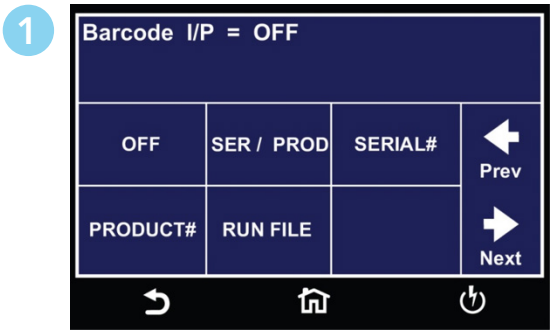 1
Barcode I/P = OFF
OFF
SER / PROD
SERIAL#
Prev
PRODUCT#
RUN FILE
Next